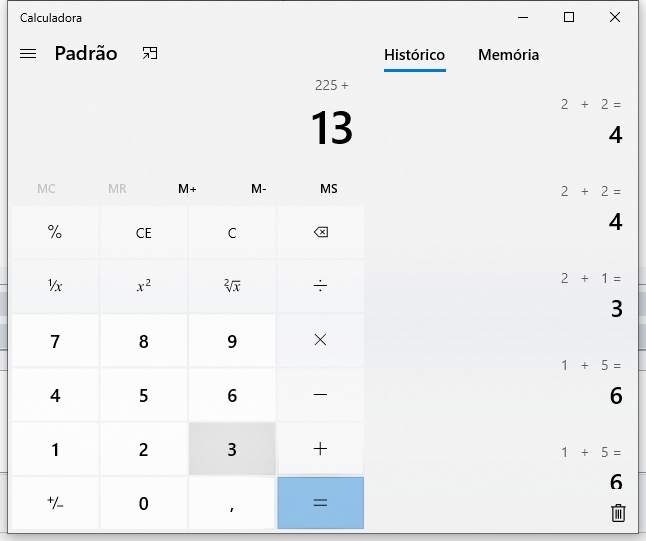 Calculadora
Padrão
Histórico Memória
225 +
13
MC MR M+ M- MS
% CE C
¹/x x² ²√x ÷
7 8 9 ×
4 5 6 −
1 2 3 +
+/− 0 , =
2 + 2 =
4
2 + 2 =
4
2 + 1 =
3
1 + 5 =
6
1 + 5 =
6